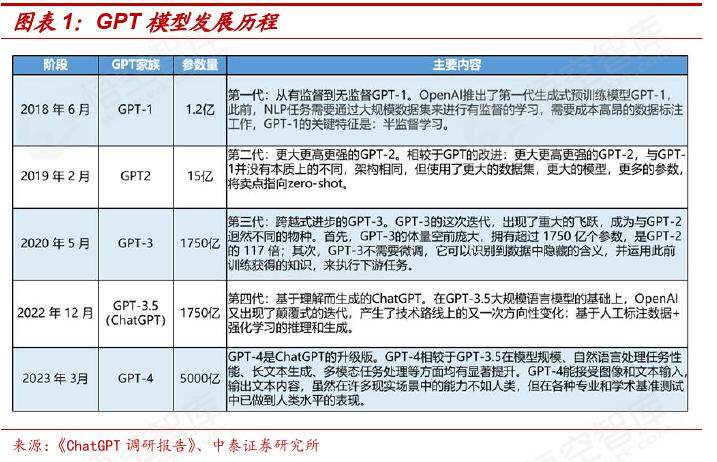 图表 1：GPT 模型发展历程
阶段 GPT家族 参数量 主要内容
2018 年 6月 GPT-1 1.2亿
第一代：从有监督到无监督GPT-1。OpenAI推出了第一代生成式预训练模型GPT-1，
此前，NLP任务需要通过大规模数据集来进行有监督的学习，需要成本高昂的数据标注
工作，GPT-1的关键特征是：半监督学习。
2019 年 2月 GPT2 15亿
第二代：更大更高更强的GPT-2。相较于GPT的改进：更大更高更强的GPT-2，与GPT-
1并没有本质上的不同，架构相同，但使用了更大的数据集，更大的模型，更多的参数，
将卖点指向zero-shot。
2020 年 5月 GPT-3 1750亿
第三代：跨越式进步的GPT-3。GPT-3的这次迭代，出现了重大的飞跃，成为与GPT-2
迥然不同的物种。首先，GPT-3的体量空前庞大，拥有超过 1750 亿个参数，是GPT-2
的 117 倍；其次，GPT-3不需要微调，它可以识别到数据中隐藏的含义，并运用此前
训练获得的知识，来执行下游任务。
2022 年 12月 GPT-3.5 (ChatGPT) 1750亿
第四代：基于理解而生成的ChatGPT。在GPT-3.5大规模语言模型的基础上，OpenAI
又出现了颠覆式的迭代，产生了技术路线上的又一次方向性变化：基于人工标注数据+
强化学习的推理和生成。
2023 年 3月 GPT-4 5000亿
GPT-4是ChatGPT的升级版。GPT-4相较于GPT-3.5在模型规模、自然语言处理任务性
能、长文本生成、多模态任务处理等方面均有显著提升。GPT-4能接受图像和文本输入，
输出文本内容，虽然在许多现实场景中的能力不如人类，但在各种专业和学术基准测试
中已做到人类水平的表现。
来源：《ChatGPT 调研报告》、中泰证券研究所